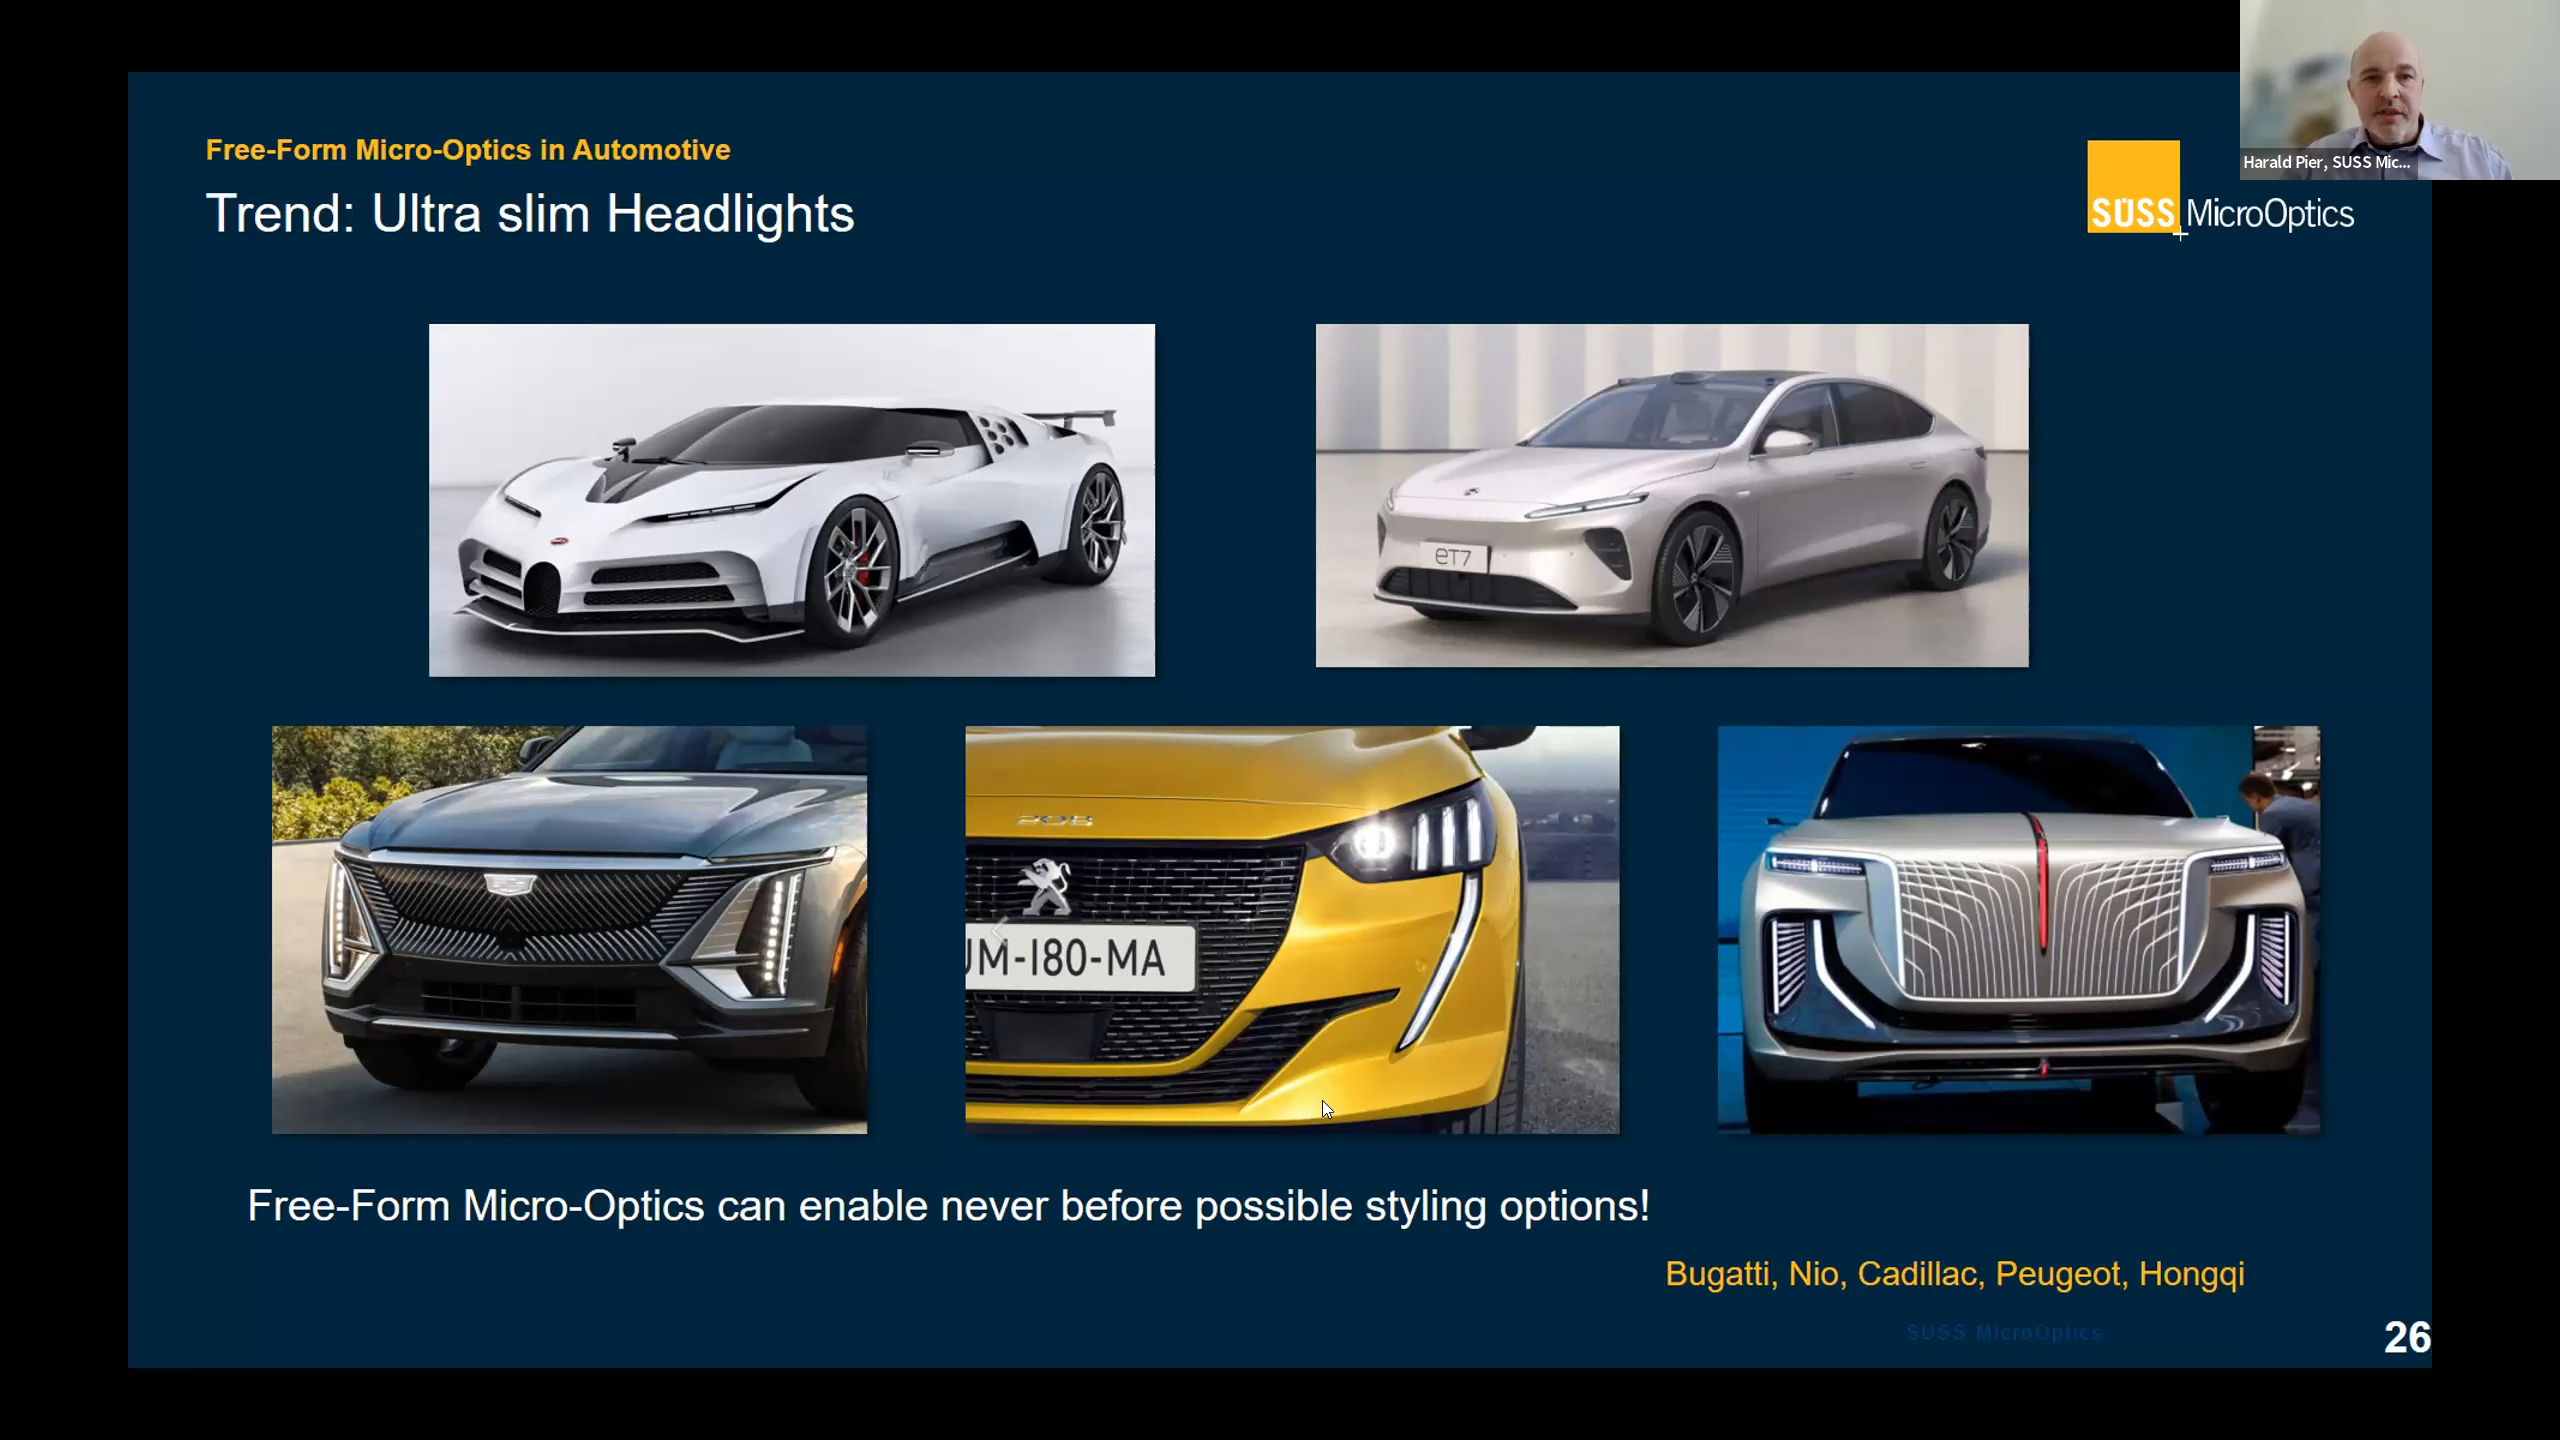 Harald Pier, SUSS Mic...
Free-Form Micro-Optics in Automotive
Trend: Ultra slim Headlights
SUSS MicroOptics
eT7
208
UM-180-MA
Free-Form Micro-Optics can enable never before possible styling options!
Bugatti, Nio, Cadillac, Peugeot, Hongqi
SUSS MicroOptics
26